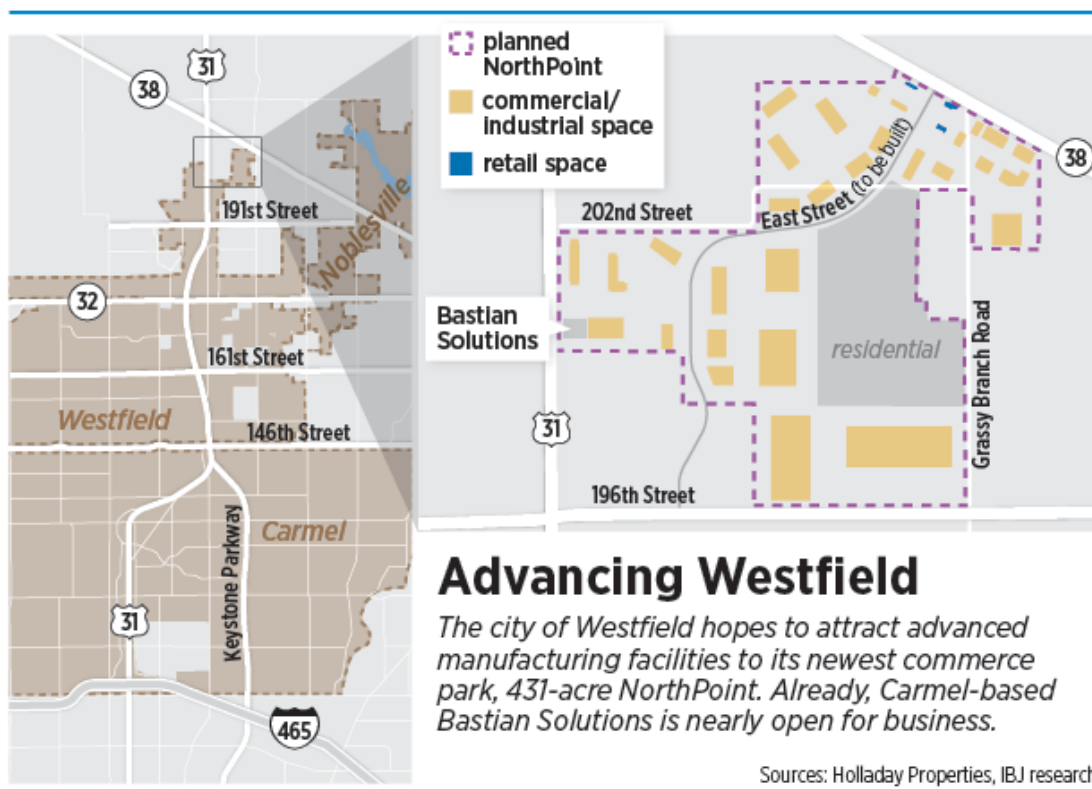 planned
NorthPoint
commercial/
industrial space
retail space
31
38
191st Street
Noblesville
32
161st Street
Westfield
146th Street
Carmel
Keystone Parkway
31
465
38
202nd Street
East Street (to be built)
Bastian
Solutions
residential
Grassy Branch Road
31
196th Street
Advancing Westfield
The city of Westfield hopes to attract advanced
manufacturing facilities to its newest commerce
park, 431-acre NorthPoint. Already, Carmel-based
Bastian Solutions is nearly open for business.
Sources: Holladay Properties, IBJ research